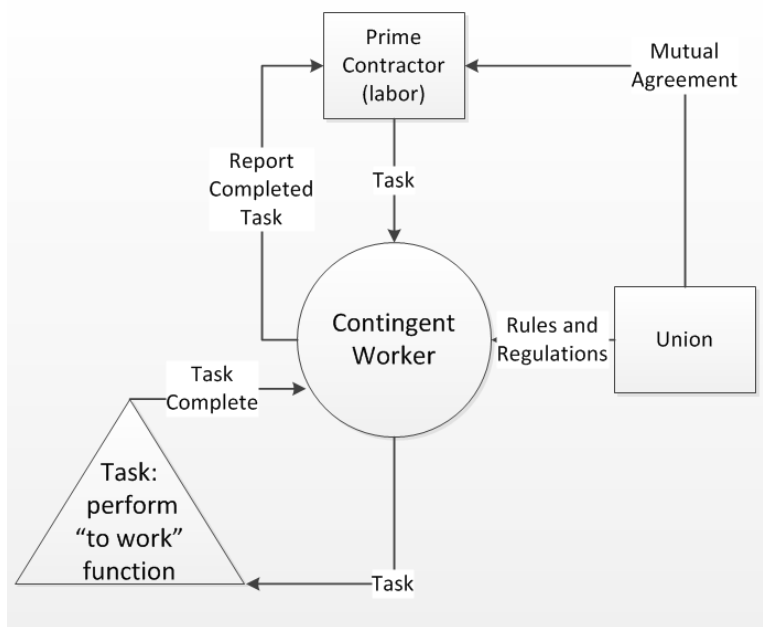 Prime
Contractor
(labor)
Mutual
Agreement
Report
Completed
Task
Task
Contingent
Worker
Rules and
Regulations
Union
Task
Complete
Task:
perform
“to work”
function
Task